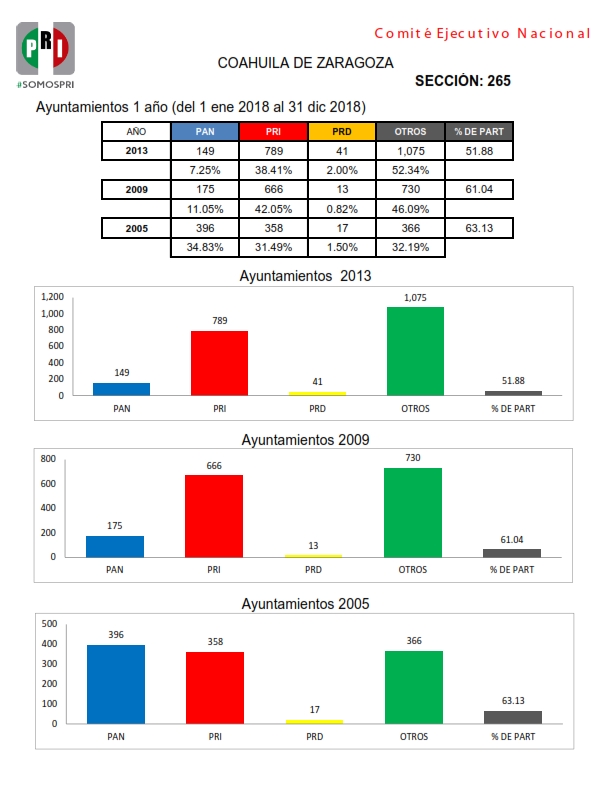 Comité Ejecutivo Nacional
PRI
#SOMOSPRI
COAHUILA DE ZARAGOZA
SECCIÓN: 265
Ayuntamientos 1 año (del 1 ene 2018 al 31 dic 2018)
AÑO PAN PRI PRD OTROS % DE PART
2013 149 789 41 1,075 51.88
7.25% 38.41% 2.00% 52.34%
2009 175 666 13 730 61.04
11.05% 42.05% 0.82% 46.09%
2005 396 358 17 366 63.13
34.83% 31.49% 1.50% 32.19%
Ayuntamientos 2013
1,200
1,000
800
600
400
200
0
149 789 41 1,075 51.88
PAN PRI PRD OTROS % DE PART
Ayuntamientos 2009
800
600
400
200
0
175 666 13 730 61.04
PAN PRI PRD OTROS % DE PART
Ayuntamientos 2005
500
400
300
200
100
0
396 358 17 366 63.13
PAN PRI PRD OTROS % DE PART